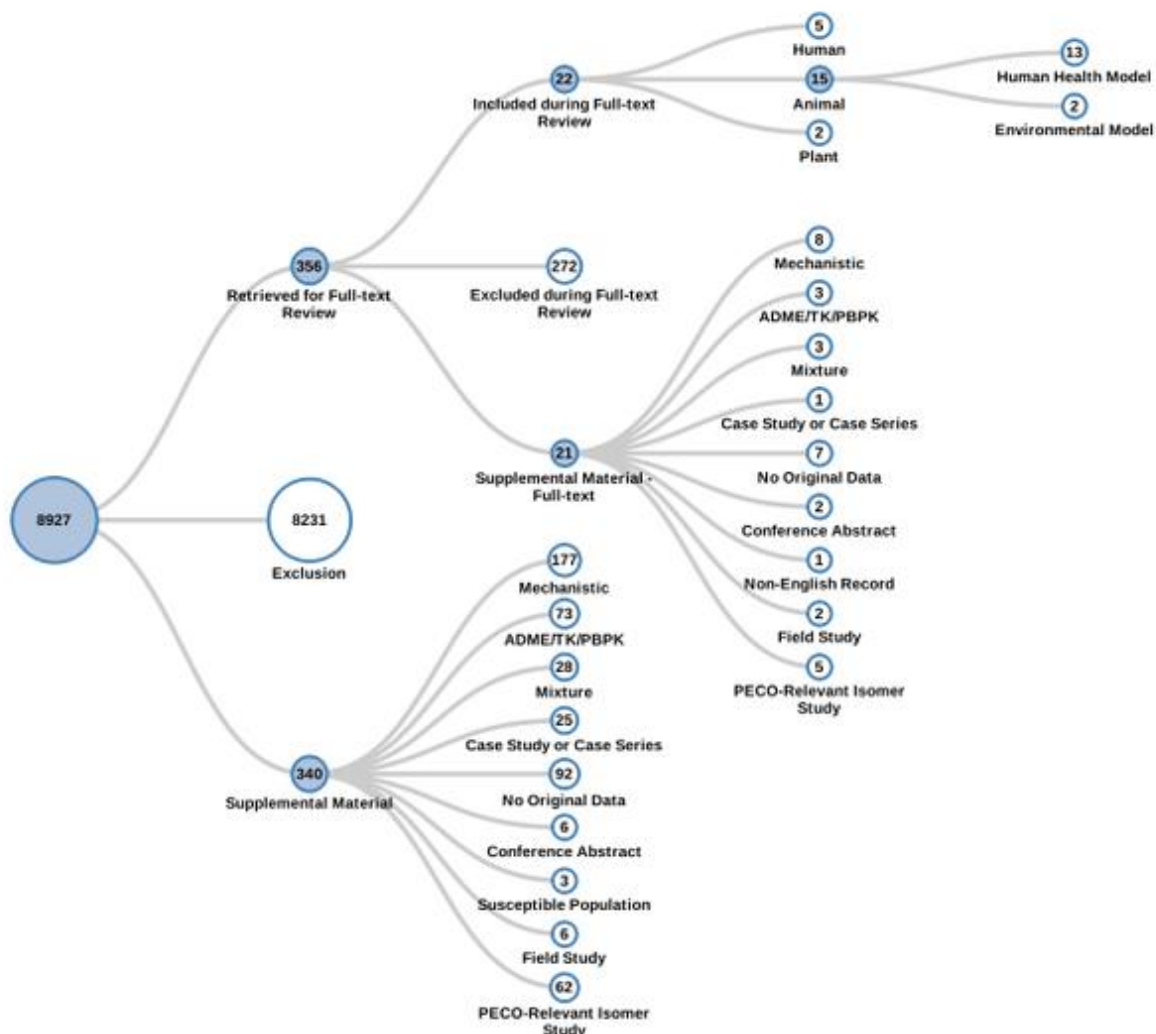 5
Human
22
Included during Full-text
Review
15
Animal
2
Plant
13
Human Health Model
2
Environmental Model
356
Retrieved for Full-text
Review
272
Excluded during Full-text
Review
21
Supplemental Material -
Full-text
8
Mechanistic
3
ADME/TK/PBPK
3
Mixture
1
Case Study or Case Series
7
No Original Data
2
Conference Abstract
1
Non-English Record
2
Field Study
5
PECO-Relevant Isomer
Study
8927
8231
Exclusion
340
Supplemental Material
177
Mechanistic
73
ADME/TK/PBPK
28
Mixture
25
Case Study or Case Series
92
No Original Data
6
Conference Abstract
3
Susceptible Population
6
Field Study
62
PECO-Relevant Isomer
Study